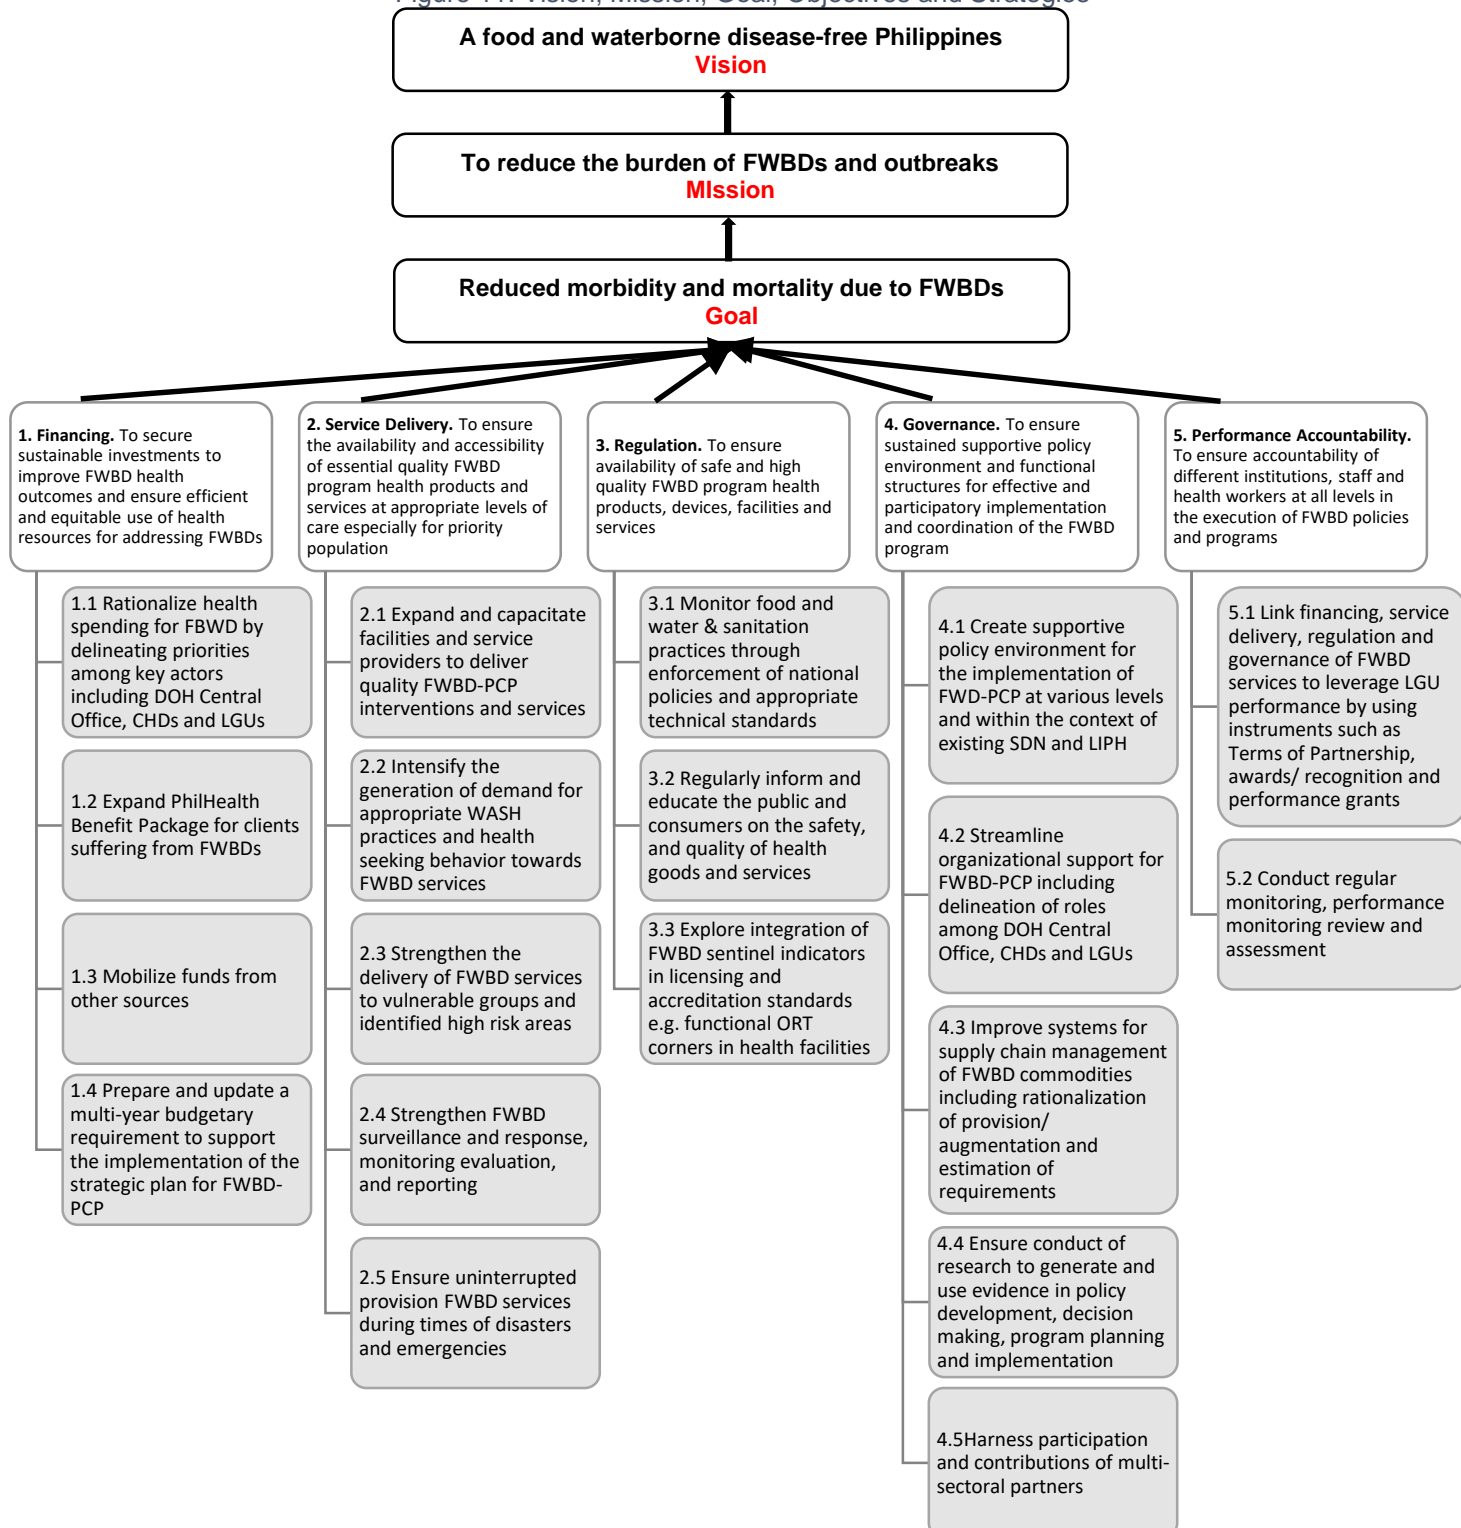 Figure 11. Vision, Mission, Goal, Objectives and Strategies
A food and waterborne disease-free Philippines
Vision
To reduce the burden of FWBDs and outbreaks
MIssion
Reduced morbidity and mortality due to FWBDs
Goal
1. Financing. To secure
sustainable investments to
improve FWBD health
outcomes and ensure efficient
and equitable use of health
resources for addressing FWBDs
1.1 Rationalize health
spending for FBWD by
delineating priorities
among key actors
including DOH Central
Office, CHDs and LGUs
1.2 Expand PhilHealth
Benefit Package for clients
suffering from FWBDs
1.3 Mobilize funds from
other sources
1.4 Prepare and update a
multi-year budgetary
requirement to support
the implementation of the
strategic plan for FWBD-
PCP
2. Service Delivery. To ensure
the availability and accessibility
of essential quality FWBD
program health products and
services at appropriate levels of
care especially for priority
population
2.1 Expand and capacitate
facilities and service
providers to deliver
quality FWBD-PCP
interventions and services
2.2 Intensify the
generation of demand for
appropriate WASH
practices and health
seeking behavior towards
FWBD services
2.3 Strengthen the
delivery of FWBD services
to vulnerable groups and
identified high risk areas
2.4 Strengthen FWBD
surveillance and response,
monitoring evaluation,
and reporting
2.5 Ensure uninterrupted
provision FWBD services
during times of disasters
and emergencies
3. Regulation. To ensure
availability of safe and high
quality FWBD program health
products, devices, facilities and
services
3.1 Monitor food and
water & sanitation
practices through
enforcement of national
policies and appropriate
technical standards
3.2 Regularly inform and
educate the public and
consumers on the safety,
and quality of health
goods and services
3.3 Explore integration of
FWBD sentinel indicators
in licensing and
accreditation standards
e.g. functional ORT
corners in health facilities
4. Governance. To ensure
sustained supportive policy
environment and functional
structures for effective and
participatory implementation
and coordination of the FWBD
program
4.1 Create supportive
policy environment for
the implementation of
FWD-PCP at various levels
and within the context of
existing SDN and LIPH
4.2 Streamline
organizational support for
FWBD-PCP including
delineation of roles
among DOH Central
Office, CHDs and LGUs
4.3 Improve systems for
supply chain management
of FWBD commodities
including rationalization
of provision/
augmentation and
estimation of
requirements
4.4 Ensure conduct of
research to generate and
use evidence in policy
development, decision
making, program planning
and implementation
4.5Harness participation
and contributions of multi-
sectoral partners
5. Performance Accountability.
To ensure accountability of
different institutions, staff and
health workers at all levels in
the execution of FWBD policies
and programs
5.1 Link financing, service
delivery, regulation and
governance of FWBD
services to leverage LGU
performance by using
instruments such as
Terms of Partnership,
awards/ recognition and
performance grants
5.2 Conduct regular
monitoring, performance
monitoring review and
assessment